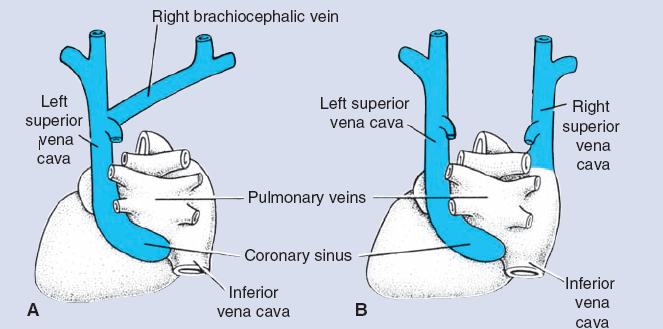 Right brachiocephalic vein
Left
superior
vena
cava
Left superior
vena cava
Right
superior
vena
cava
Pulmonary veins
Coronary sinus
Inferior
vena cava
Inferior
vena
cava
A
B